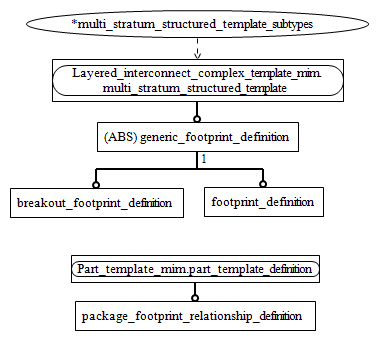 *multi_stratum_structured_template_subtypes
Layered_interconnect_complex_template_mim.
multi_stratum_structured_template
(ABS) generic_footprint_definition
1
breakout_footprint_definition
footprint_definition
Part_template_mim.part_template_definition
package_footprint_relationship_definition